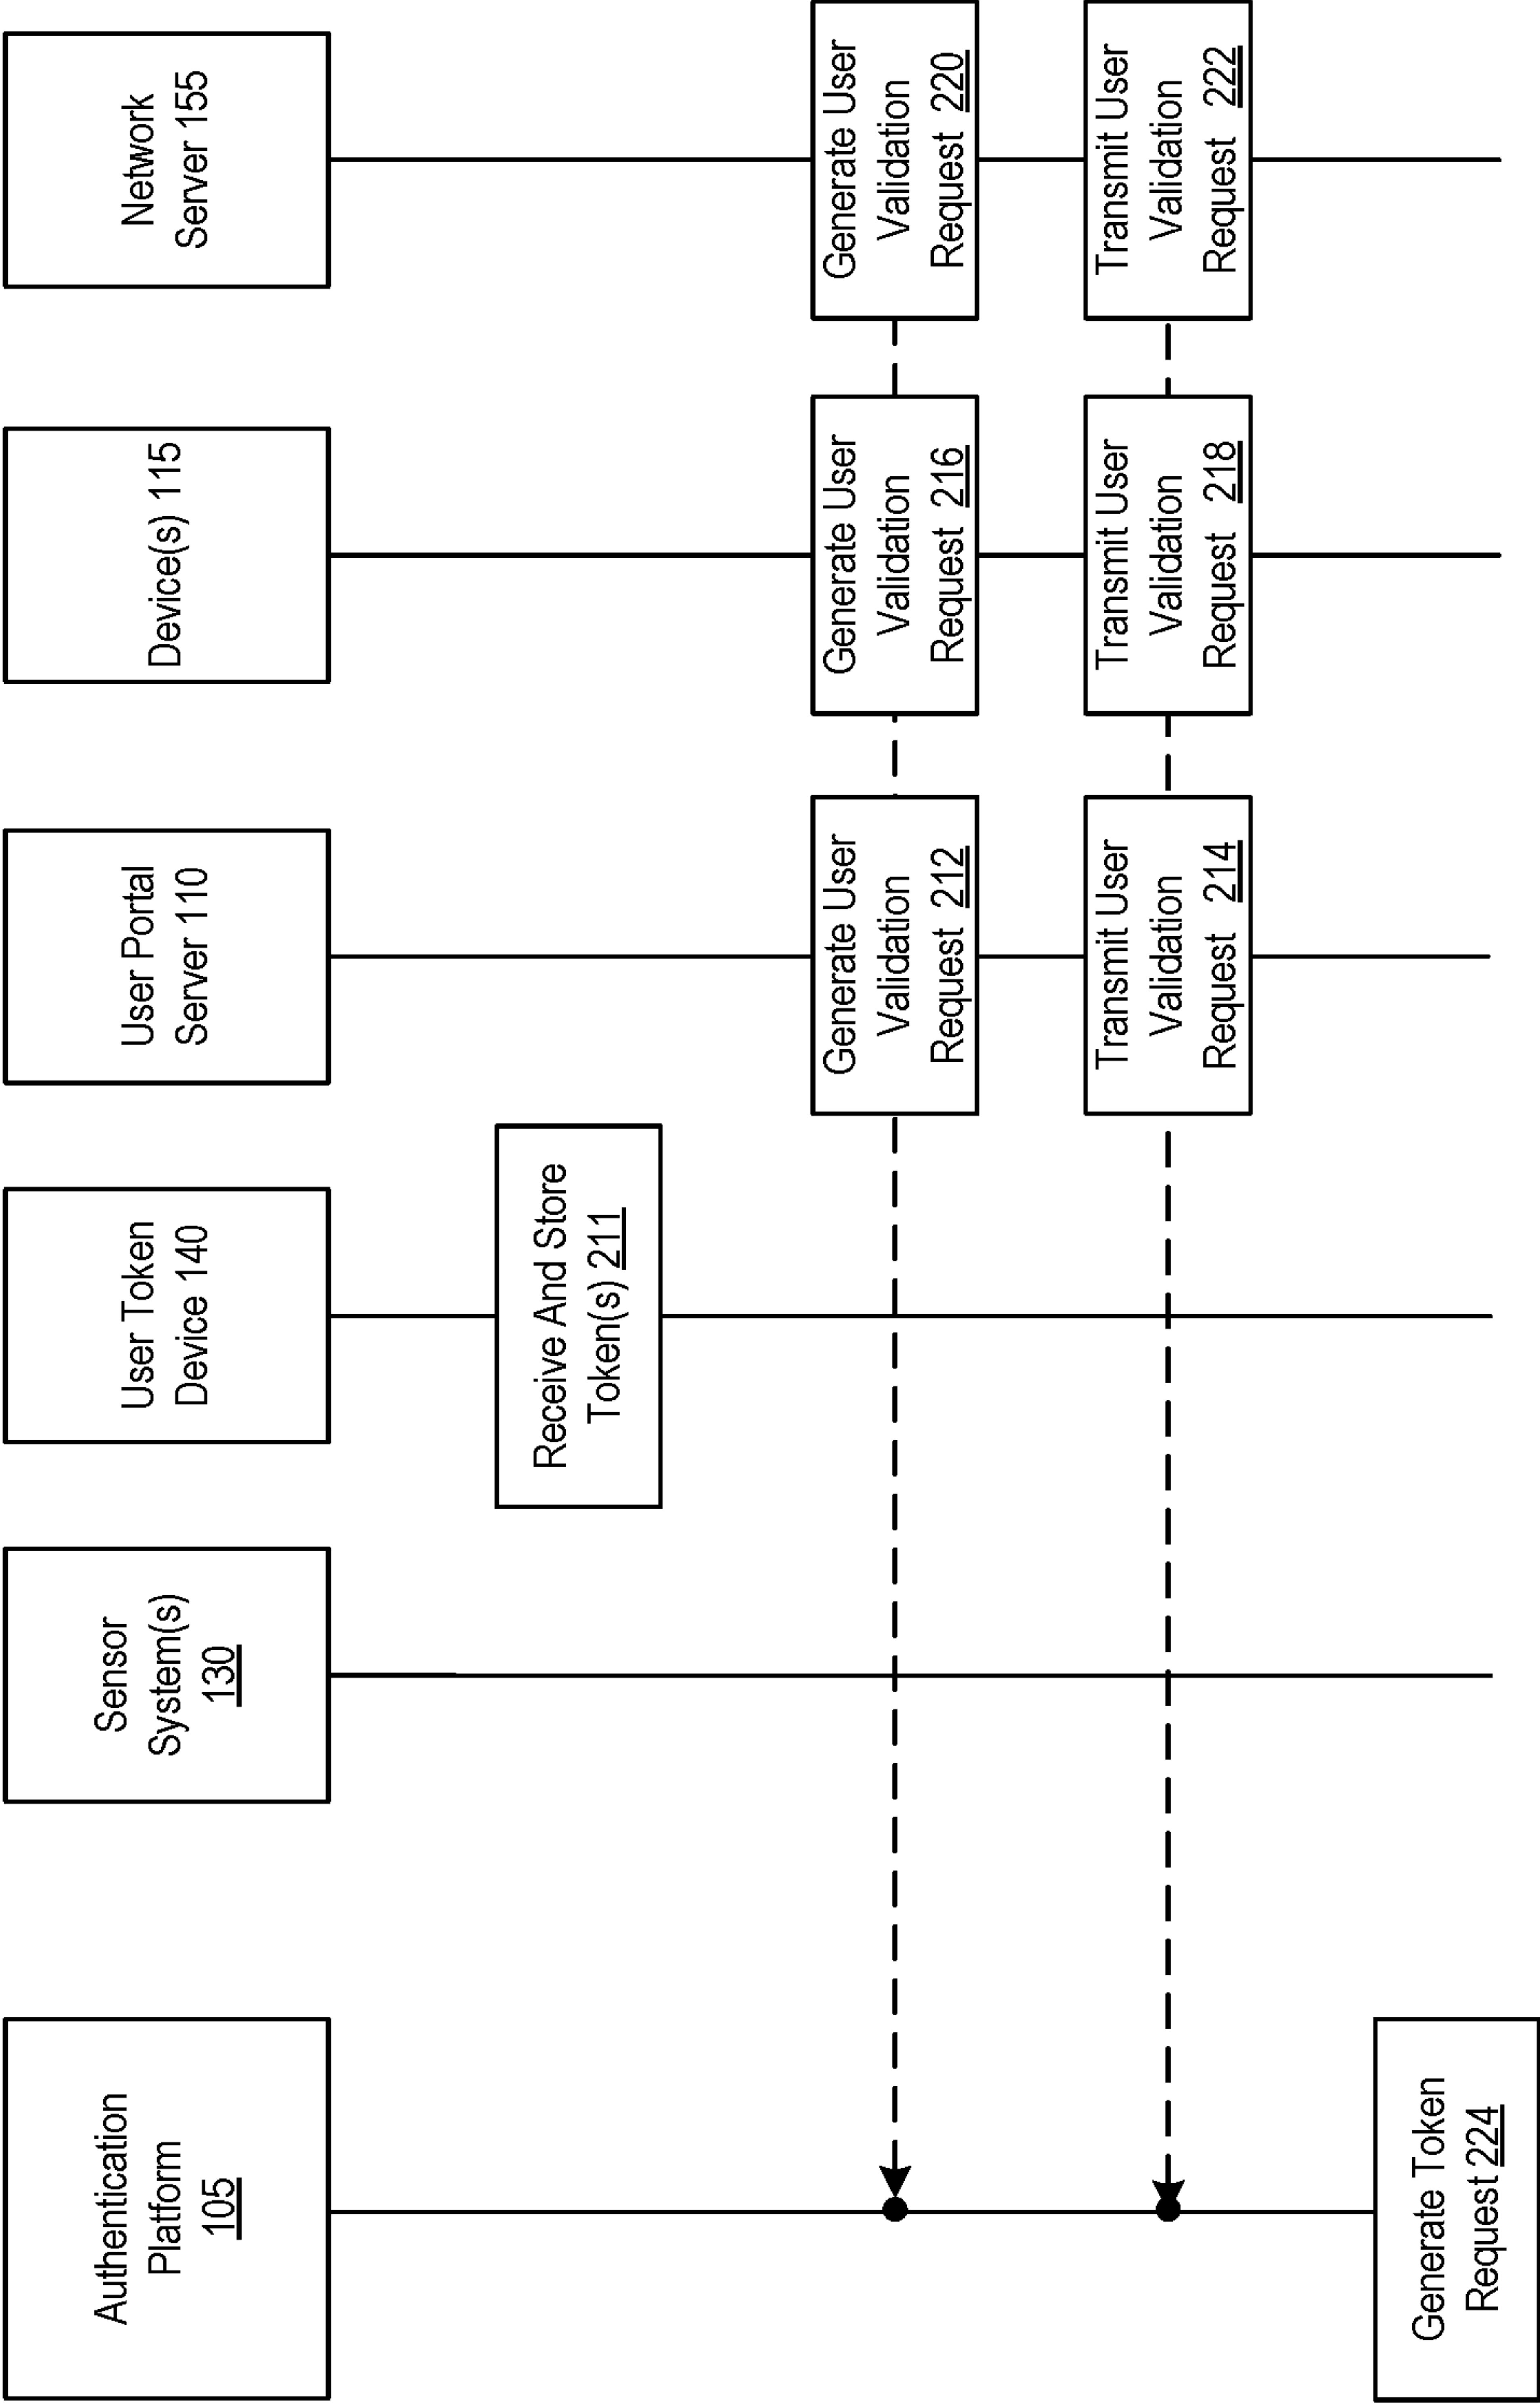 Authentication
Platform
105
Sensor
System(s)
130
User Token
Device 140
User Portal
Server 110
Device(s) 115
Network
Server 155
Receive And Store
Token(s) 211
Generate User
Validation
Request 212
Generate User
Validation
Request 216
Generate User
Validation
Request 220
Transmit User
Validation
Request 214
Transmit User
Validation
Request 218
Transmit User
Validation
Request 222
Generate Token
Request 224